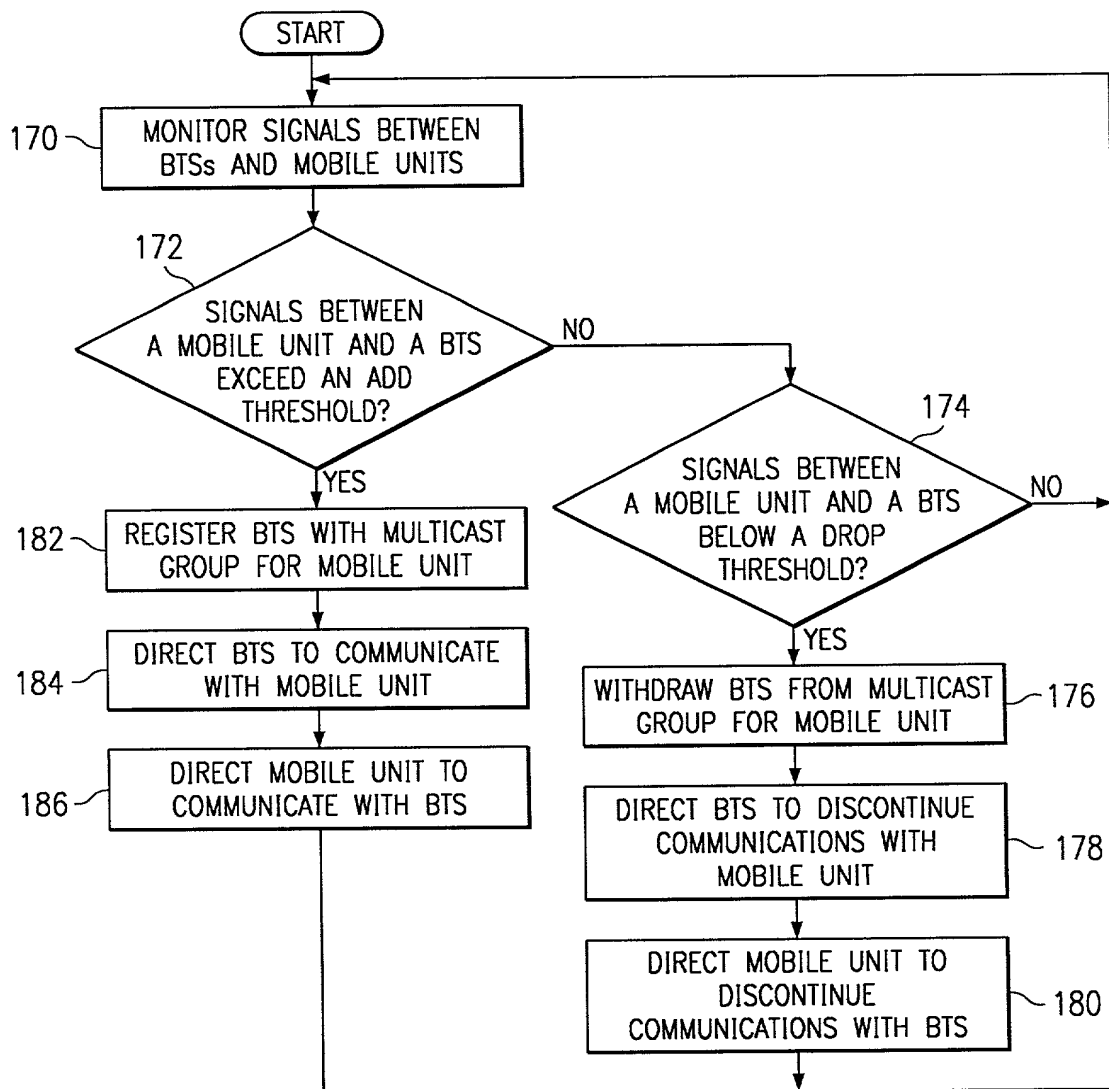 START
170
MONITOR SIGNALS BETWEEN
BTSs AND MOBILE UNITS
172
SIGNALS BETWEEN
A MOBILE UNIT AND A BTS
EXCEED AN ADD
THRESHOLD?
NO
YES
174
SIGNALS BETWEEN
A MOBILE UNIT AND A BTS
BELOW A DROP
THRESHOLD?
NO
YES
182
REGISTER BTS WITH MULTICAST
GROUP FOR MOBILE UNIT
184
DIRECT BTS TO COMMUNICATE
WITH MOBILE UNIT
186
DIRECT MOBILE UNIT TO
COMMUNICATE WITH BTS
WITHDRAW BTS FROM MULTICAST
GROUP FOR MOBILE UNIT
176
DIRECT BTS TO DISCONTINUE
COMMUNICATIONS WITH
MOBILE UNIT
178
DIRECT MOBILE UNIT TO
DISCONTINUE
COMMUNICATIONS WITH BTS
180